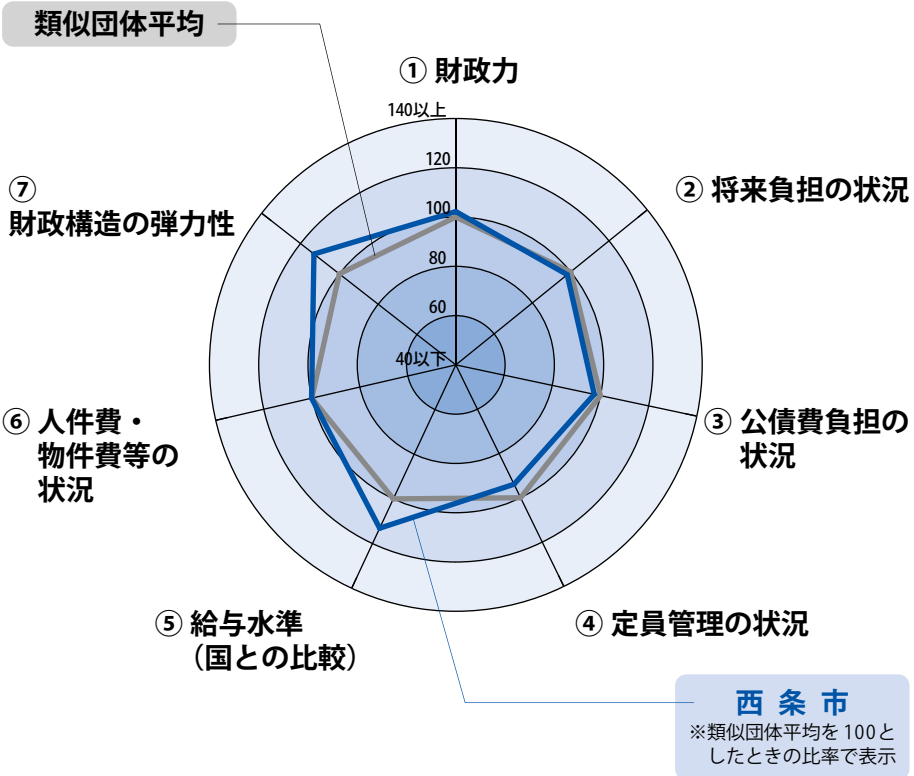 類似団体平均
① 財政力
140以上
120
100
80
60
40以下
② 将来負担の状況
③ 公債費負担の
状況
④ 定員管理の状況
⑤ 給与水準
（国との比較）
⑥ 人件費・
物件費等の
状況
⑦
財政構造の弾力性
西条市
※類似団体平均を100と
したときの比率で表示